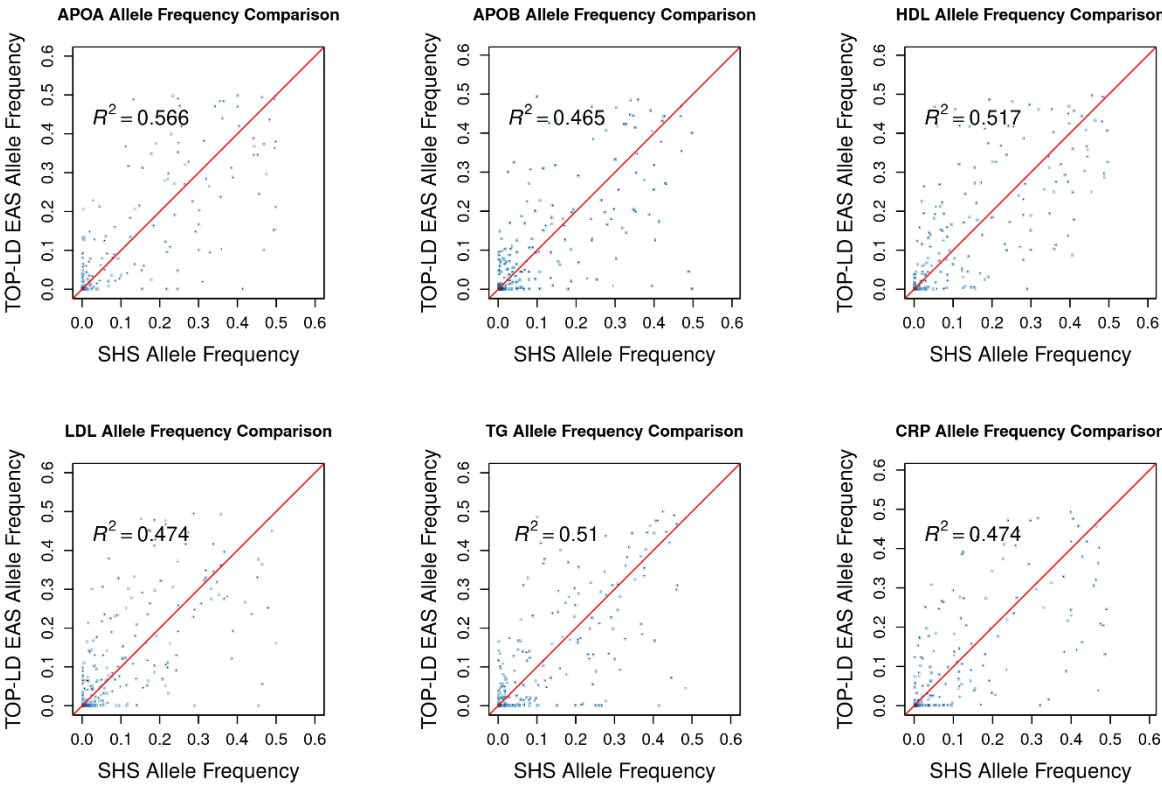 APOA Allele Frequency Comparison
TOP-LD EAS Allele Frequency
0.6
0.5
0.4
0.3
0.2
0.1
0.0
R² = 0.566
0.0 0.1 0.2 0.3 0.4 0.5 0.6
SHS Allele Frequency
APOB Allele Frequency Comparison
TOP-LD EAS Allele Frequency
0.6
0.5
0.4
0.3
0.2
0.1
0.0
R² = 0.465
0.0 0.1 0.2 0.3 0.4 0.5 0.6
SHS Allele Frequency
HDL Allele Frequency Comparison
TOP-LD EAS Allele Frequency
0.6
0.5
0.4
0.3
0.2
0.1
0.0
R² = 0.517
0.0 0.1 0.2 0.3 0.4 0.5 0.6
SHS Allele Frequency
LDL Allele Frequency Comparison
TOP-LD EAS Allele Frequency
0.6
0.5
0.4
0.3
0.2
0.1
0.0
R² = 0.474
0.0 0.1 0.2 0.3 0.4 0.5 0.6
SHS Allele Frequency
TG Allele Frequency Comparison
TOP-LD EAS Allele Frequency
0.6
0.5
0.4
0.3
0.2
0.1
0.0
R² = 0.51
0.0 0.1 0.2 0.3 0.4 0.5 0.6
SHS Allele Frequency
CRP Allele Frequency Comparison
TOP-LD EAS Allele Frequency
0.6
0.5
0.4
0.3
0.2
0.1
0.0
R² = 0.474
0.0 0.1 0.2 0.3 0.4 0.5 0.6
SHS Allele Frequency